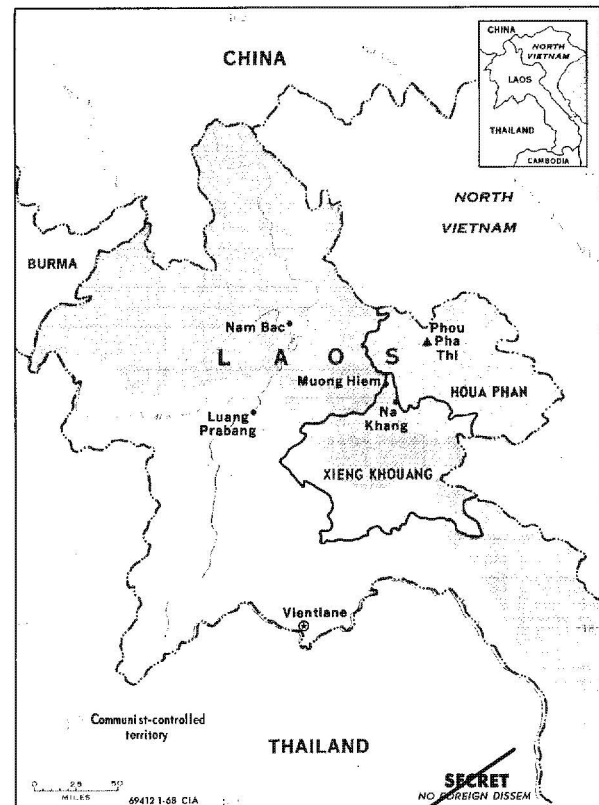 CHINA
CHINA
NORTH
VIETNAM
LAOS
THAILAND
CAMBODIA
NORTH
VIETNAM
BURMA
Nam Bac
Phou
Pha
Thi
LAOS
Muong Hiem
HOUA PHAN
Luang
Prabang
Na
Khang
XIENG KHOUANG
Vientiane
Communist-controlled
territory
THAILAND
0 25 50
MILES
69412 1-68 CIA
SECRET
NO FOREIGN DISSEM